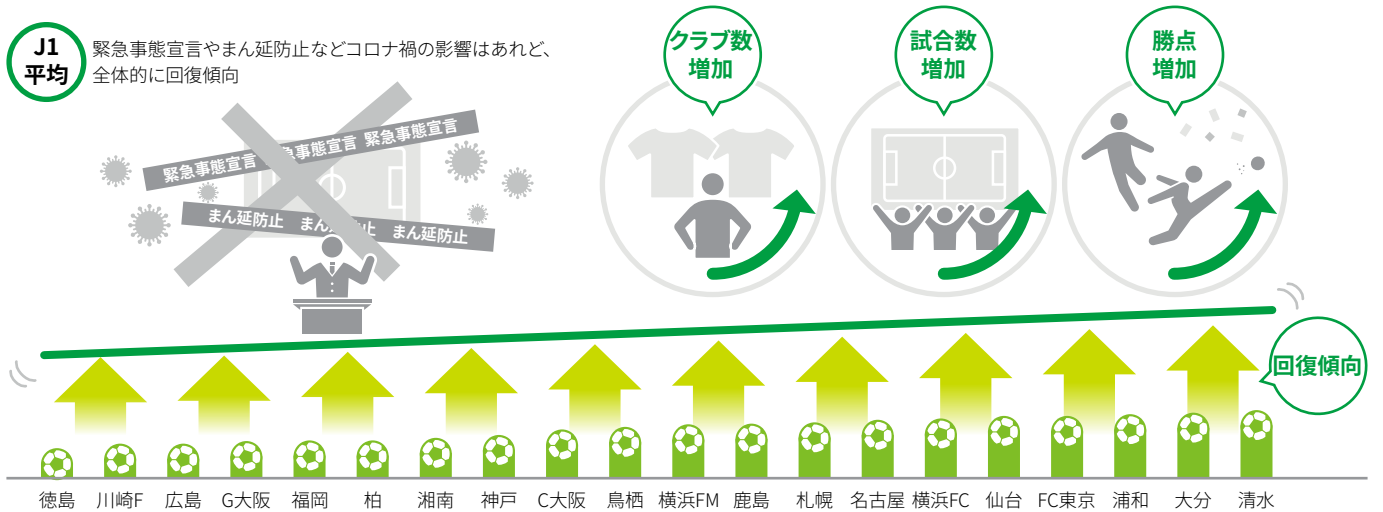 J1
平均
緊急事態宣言やまん延防止などコロナ禍の影響はあれど、
全体的に回復傾向
クラブ数
増加
試合数
増加
勝点
増加
緊急事態宣言 急事態宣言 緊急事態宣言
まん延防止 まん延防止 まん延防止
回復傾向
徳島 川崎F 広島 G大阪 福岡 柏 湘南 神戸 C大阪 鳥栖 横浜FM 鹿島 札幌 名古屋 横浜FC 仙台 FC東京 浦和 大分 清水